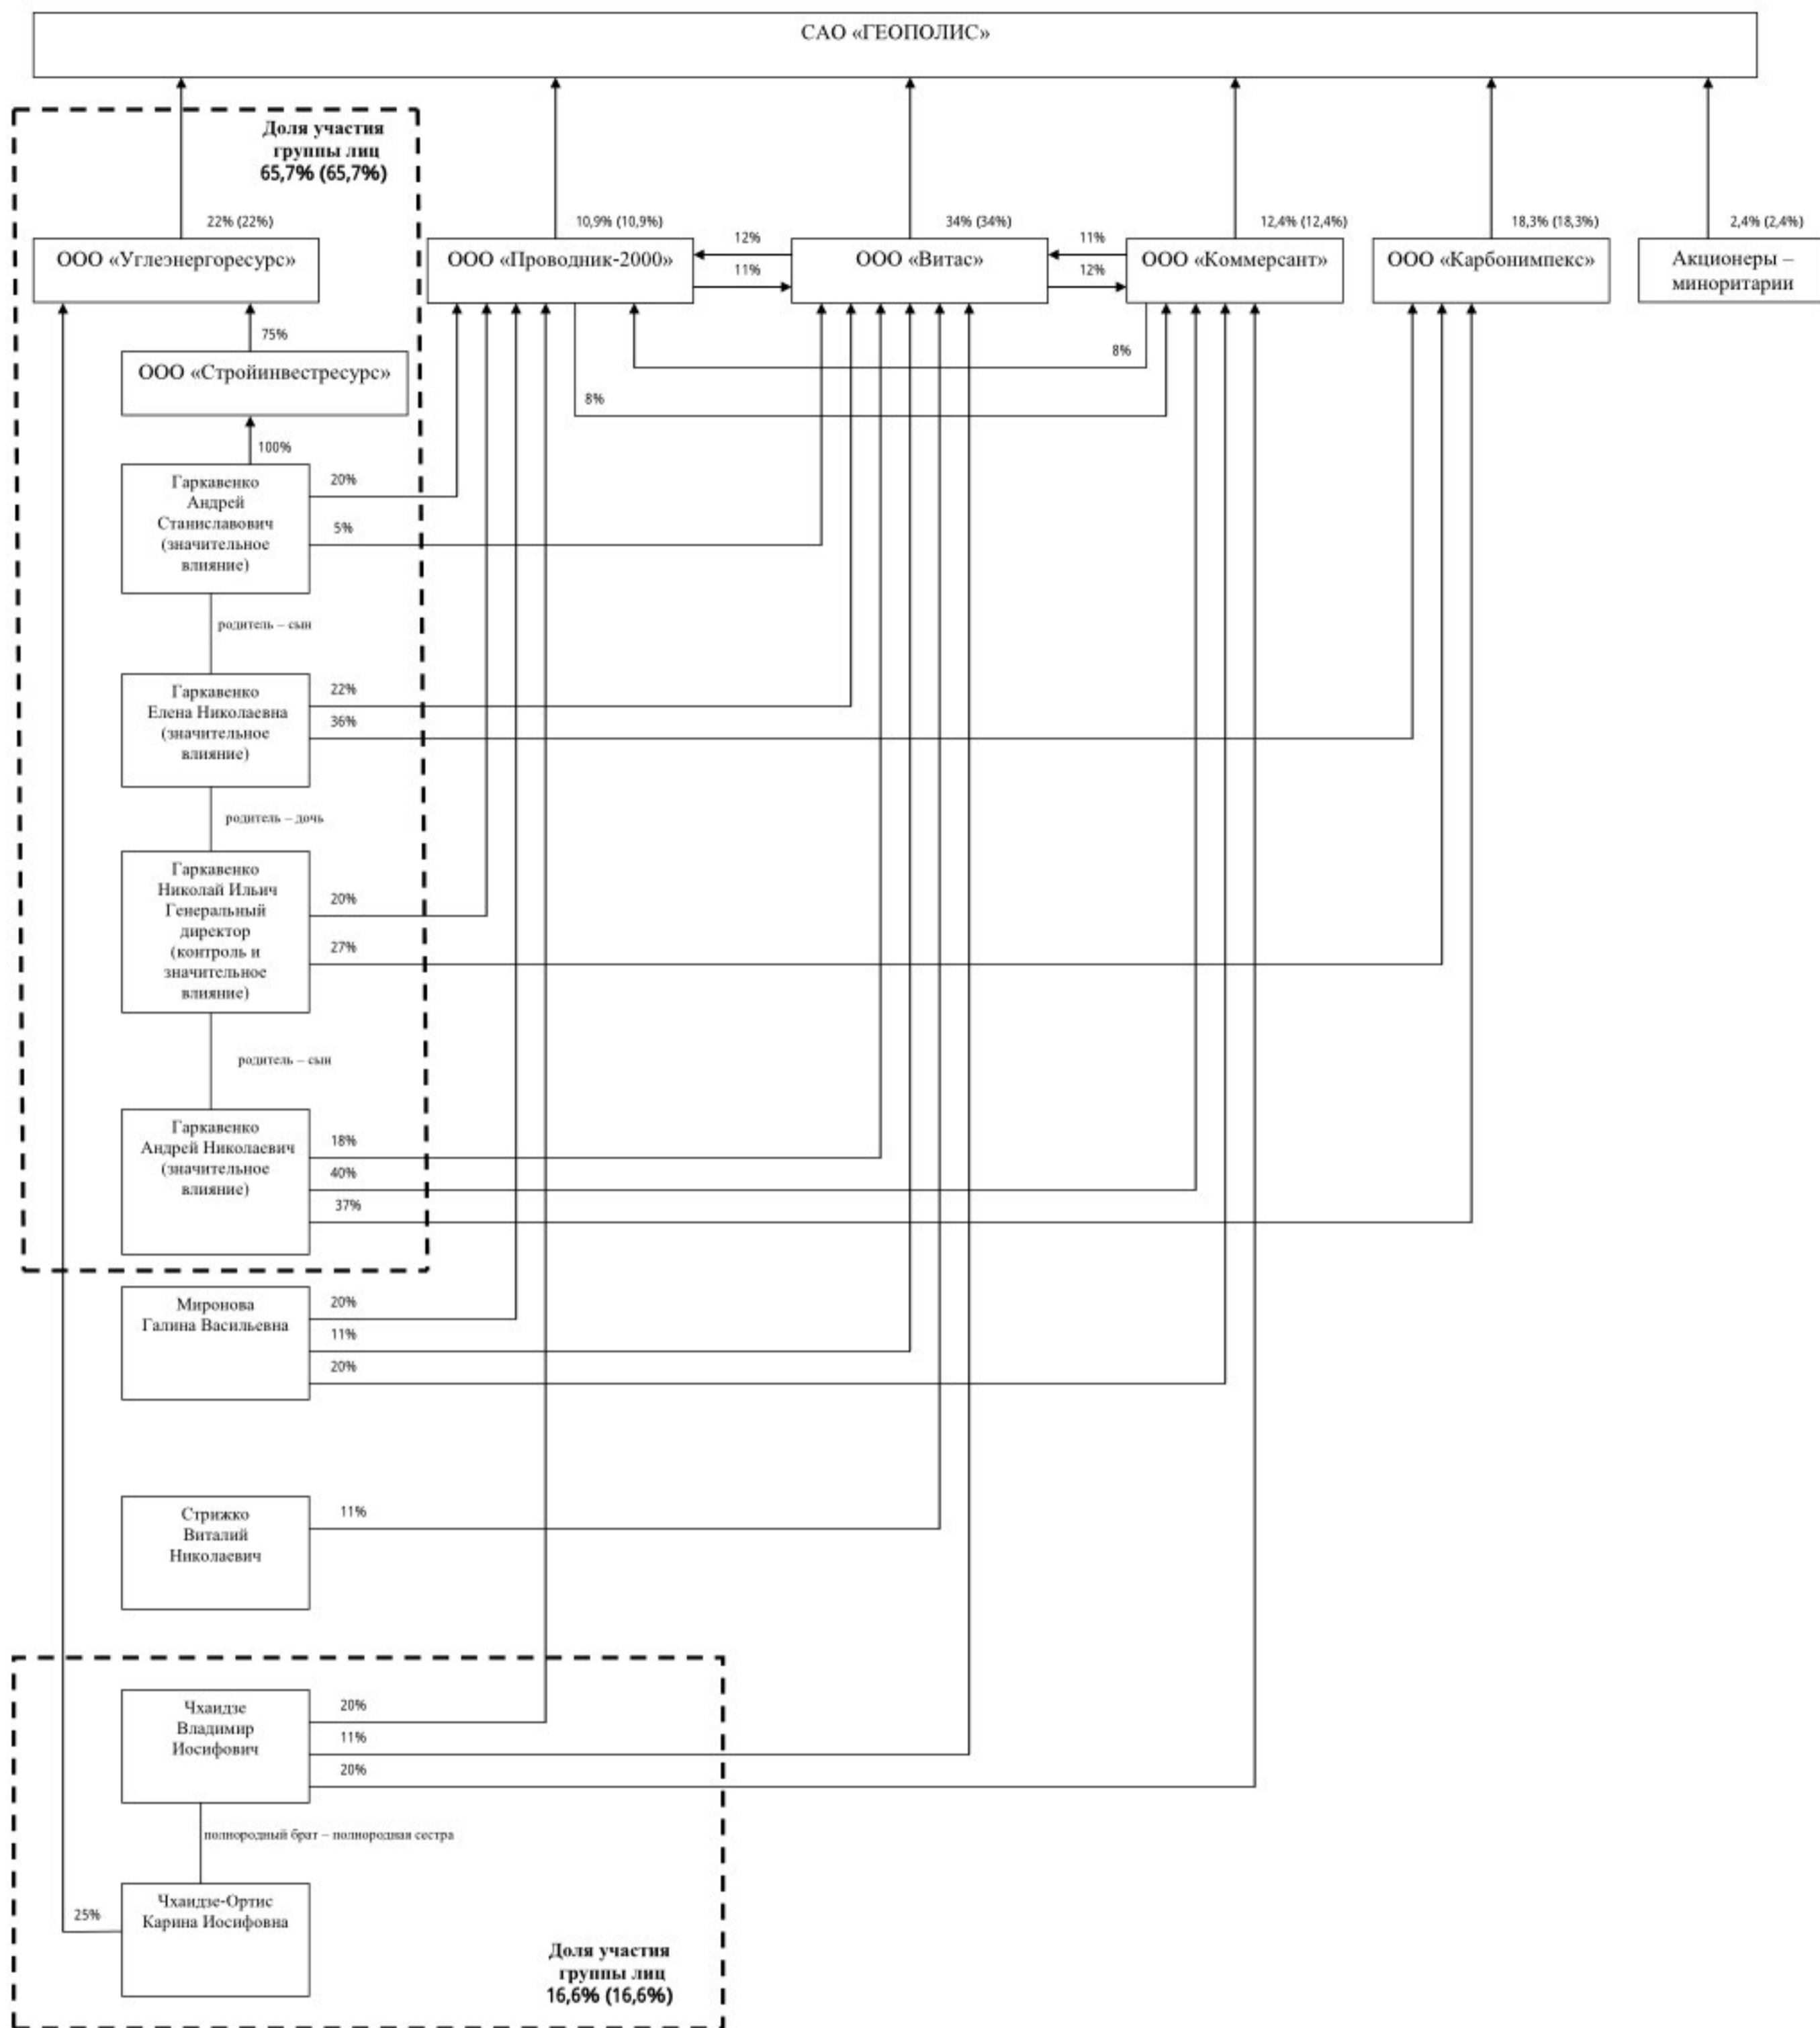 САО «ГЕОПОЛИС»
Доля участия
группы лиц
65,7% (65,7%)
22% (22%)
10,9% (10,9%)
34% (34%)
12,4% (12,4%)
18,3% (18,3%)
2,4% (2,4%)
ООО «Углеэнергоресурс»
ООО «Проводник-2000»
12%
11%
ООО «Витас»
11%
12%
ООО «Коммерсант»
ООО «Карбонимпекс»
Акционеры –
миноритарии
75%
8%
ООО «Стройинвестресурс»
8%
100%
Гаркавенко
Андрей
Станиславович
(значительное
влияние)
20%
5%
родитель – сын
Гаркавенко
Елена Николаевна
(значительное
влияние)
22%
36%
родитель – дочь
Гаркавенко
Николай Ильич
Генеральный
директор
(контроль и
значительное
влияние)
20%
27%
родитель – сын
Гаркавенко
Андрей Николаевич
(значительное
влияние)
18%
40%
37%
Миронова
Галина Васильевна
20%
11%
20%
Стрижко
Виталий
Николаевич
11%
Чхаидзе
Владимир
Иосифович
20%
11%
20%
полнородный брат – полнородная сестра
Чхаидзе-Ортис
Карина Иосифовна
25%
Доля участия
группы лиц
16,6% (16,6%)